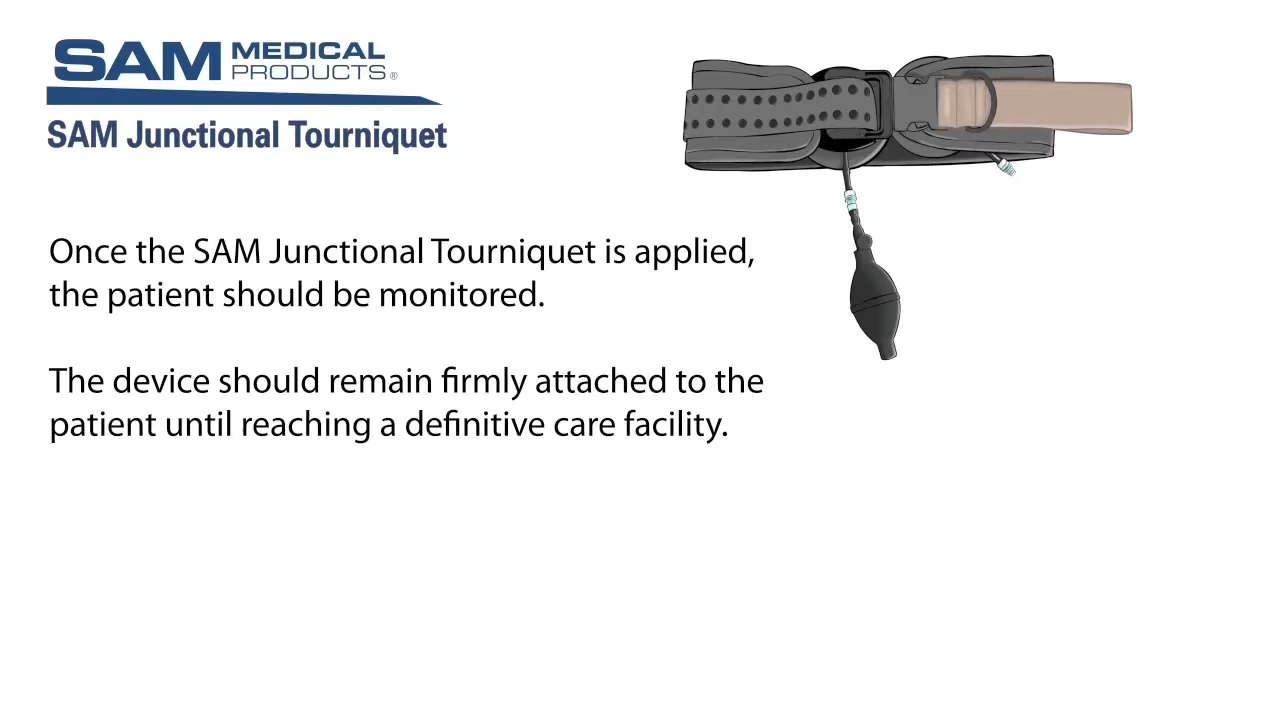 SAM MEDICAL
PRODUCTS®
SAM Junctional Tourniquet
Once the SAM Junctional Tourniquet is applied,
the patient should be monitored.
The device should remain firmly attached to the
patient until reaching a definitive care facility.